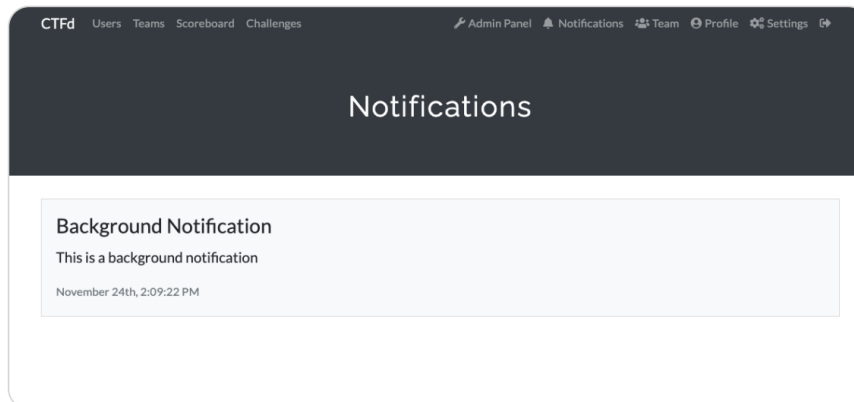 CTFd Users Teams Scoreboard Challenges Admin Panel Notifications Team Profile Settings
Notifications
Background Notification
This is a background notification
November 24th, 2:09:22 PM